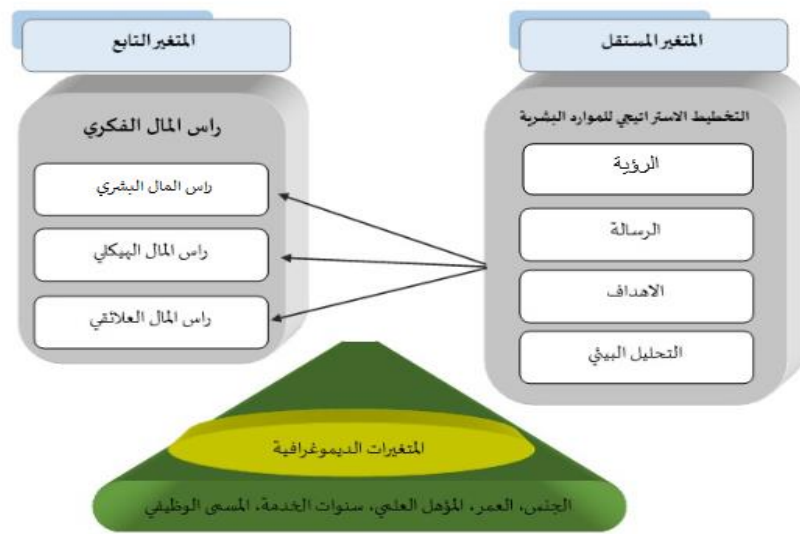 المتغير المستقل
المتغير التابع
التخطيط الاستراتيجي للموارد البشرية
الرؤية
الرسالة
الاهداف
التحليل البيئي
راس المال الفكري
راس المال البشري
راس المال الهيكلي
راس المال العلائقي
المتغيرات الديموغرافية
الجنس، العمر، المؤهل العلمي، سنوات الخدمة، المسمى الوظيفي